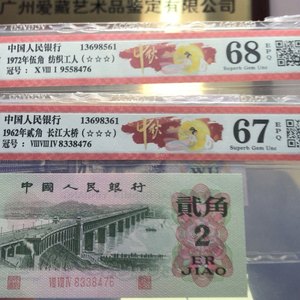 广州爱藏艺术品鉴定有限公
中国人民银行 13698561
1972年伍角 纺织工人 (☆☆☆)
冠号： XVIII I 9558476
68 EPQ
Superb Gem Unc
中国人民银行 13698361
1962年贰角 长江大桥 (☆☆☆)
冠号： VIIIVIIIIV 8338476
67 EPQ
Superb Gem Unc
中国人民银行
贰角
2
ER
JIAO
VIII VIII IV 8338476